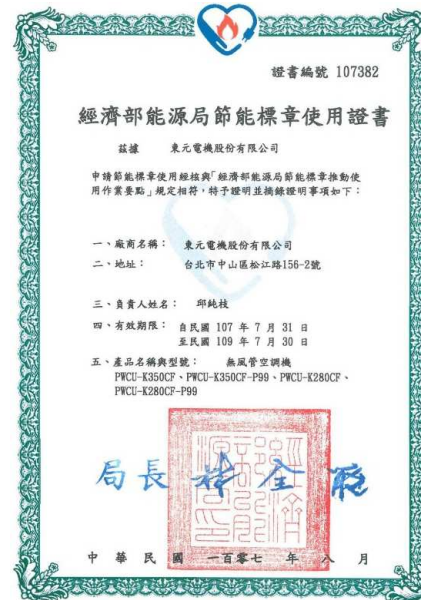 證書編號 107382
經濟部能源局節能標章使用證書
茲據 東元電機股份有限公司
申請節能標章使用經核與「經濟部能源局節能標章推動使
用作業要點」規定相符,特予證明並摘錄證明事項如下:
一、廠商名稱: 東元電機股份有限公司
二、地址: 台北市中山區松江路156-2號
三、負責人姓名: 邱純枝
四、有效期限: 自民國 107 年 7 月 31 日
至民國 109 年 7 月 30 日
五、產品名稱與型號: 無風管空調機
PWCU-K350CF、PWCU-K350CF-P99、PWCU-K280CF、
PWCU-K280CF-P99
局長
中華民國 一百零七 年 八 月